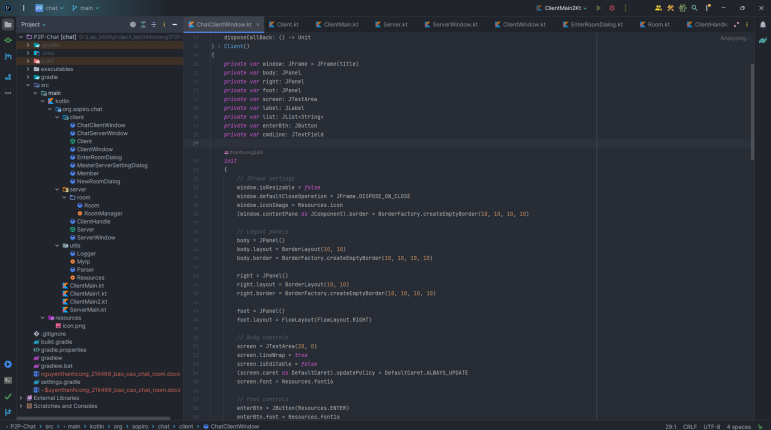 chat
main
ClientMain2Kt
Project
ChatClientWindow.kt
Client.kt
ClientMain.kt
Server.kt
ServerWindow.kt
ClientWindow.kt
EnterRoomDialog.kt
Room.kt
ClientHandle
P2P-Chat [chat]
.gradle
.idea
build
executables
gradle
src
main
kotlin
org.sopiro.chat
client
ChatClientWindow
ChatServerWindow
Client
ClientWindow
EnterRoomDialog
MasterServerSettingDialog
Member
NewRoomDialog
server
room
Room
RoomManager
ClientHandle
Server
ServerWindow
utils
Logger
MyIp
Parser
Resources
ClientMain.kt
ClientMain1.kt
ClientMain2.kt
ServerMain.kt
resources
icon.png
.gitignore
build.gradle
gradle.properties
gradlew
gradlew.bat
settings.gradle
External Libraries
Scratches and Consoles
Analyzing...
disposeCallBack: () -> Unit
) : Client()
{
private var window: JFrame = JFrame(title)
private var body: JPanel
private var right: JPanel
private var foot: JPanel
private var screen: JTextArea
private var label: JLabel
private var list: JList<String>
private var enterBtn: JButton
private var cmdLine: JTextField
init
{
// JFrame settings
window.isResizable = false
window.defaultCloseOperation = JFrame.DISPOSE_ON_CLOSE
window.iconImage = Resources.icon
(window.contentPane as JComponent).border = BorderFactory.createEmptyBorder(10, 10, 10, 10)
// Layout panels
body = JPanel()
body.layout = BorderLayout(10, 10)
body.border = BorderFactory.createEmptyBorder(10, 10, 10, 10)
right = JPanel()
right.layout = BorderLayout(10, 10)
right.border = BorderFactory.createEmptyBorder(10, 10, 10, 10)
foot = JPanel()
foot.layout = FlowLayout(FlowLayout.RIGHT)
// Body controls
screen = JTextArea(20, 0)
screen.lineWrap = true
screen.isEditable = false
(screen.caret as DefaultCaret).updatePolicy = DefaultCaret.ALWAYS_UPDATE
screen.font = Resources.font16
// Foot controls
enterBtn = JButton(Resources.ENTER)
enterBtn.font = Resources.font16
P2P-Chat
src
main
kotlin
org
sopiro
chat
client
ChatClientWindow
29:1
CRLF
UTF-8
4 spaces